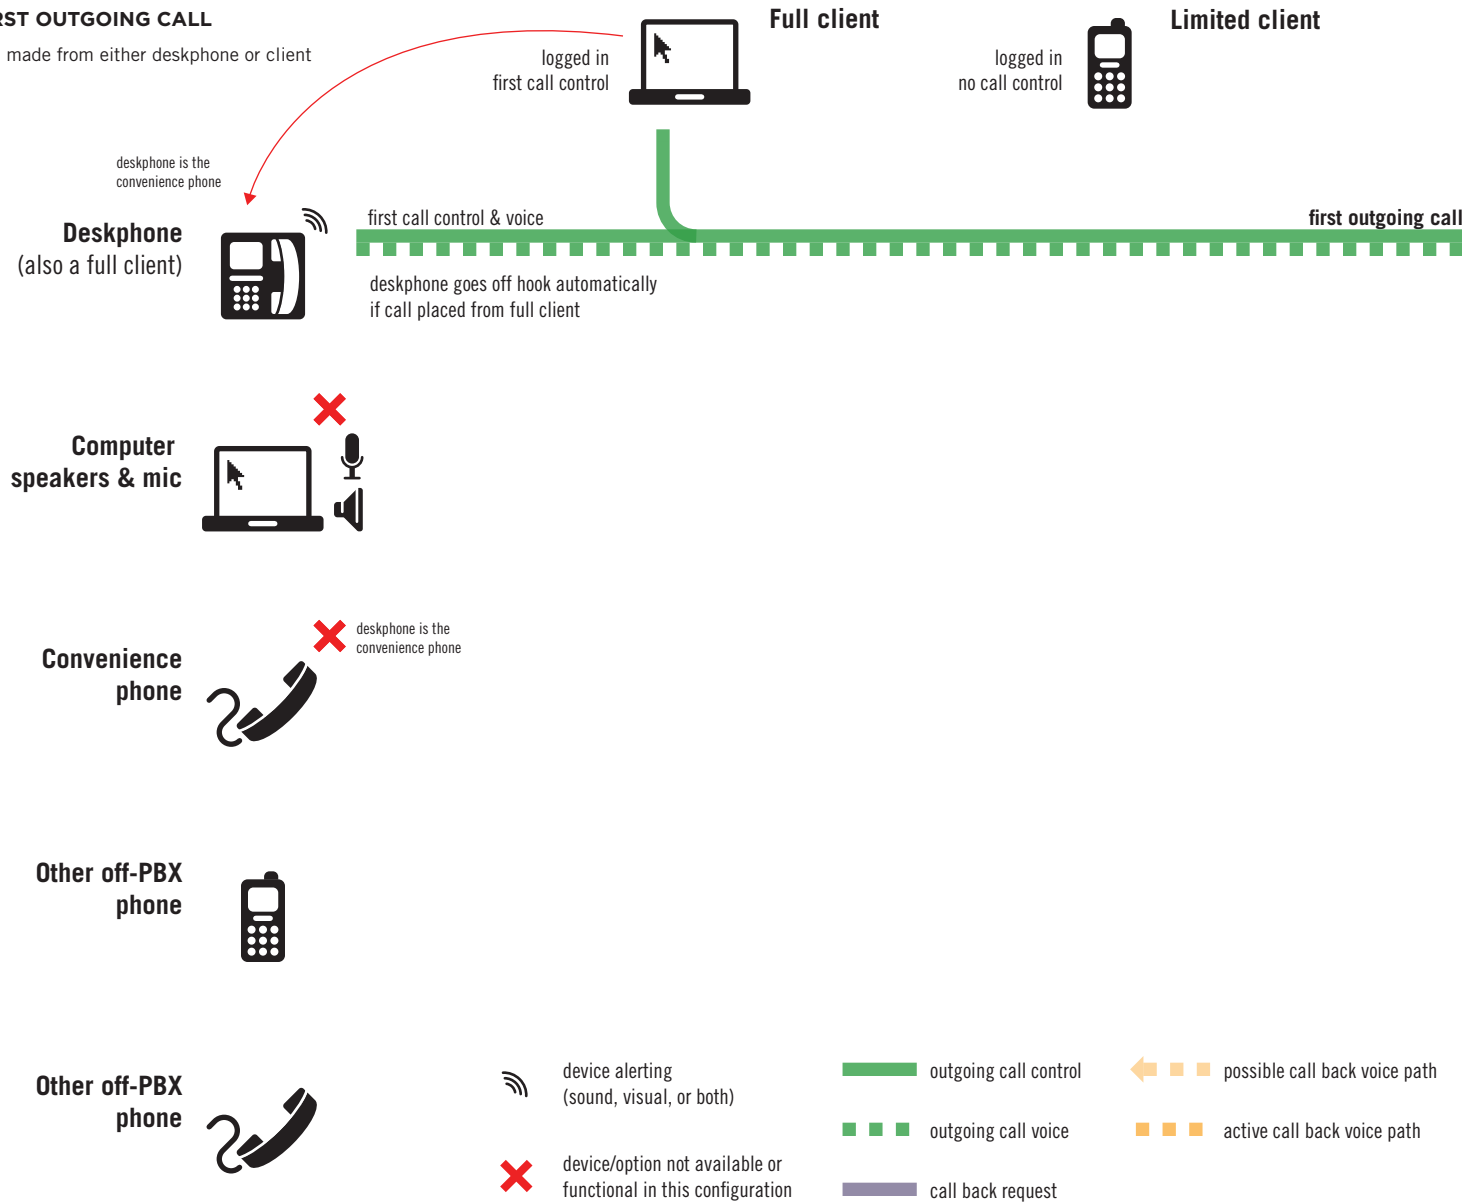 RST OUTGOING CALL
made from either deskphone or client
Full client
Limited client
logged in
first call control
logged in
no call control
deskphone is the
convenience phone
Deskphone
(also a full client)
first call control & voice
first outgoing call
deskphone goes off hook automatically
if call placed from full client
Computer
speakers & mic
deskphone is the
convenience phone
Convenience
phone
Other off-PBX
phone
Other off-PBX
phone
device alerting
(sound, visual, or both)
device/option not available or
functional in this configuration
outgoing call control
outgoing call voice
call back request
possible call back voice path
active call back voice path